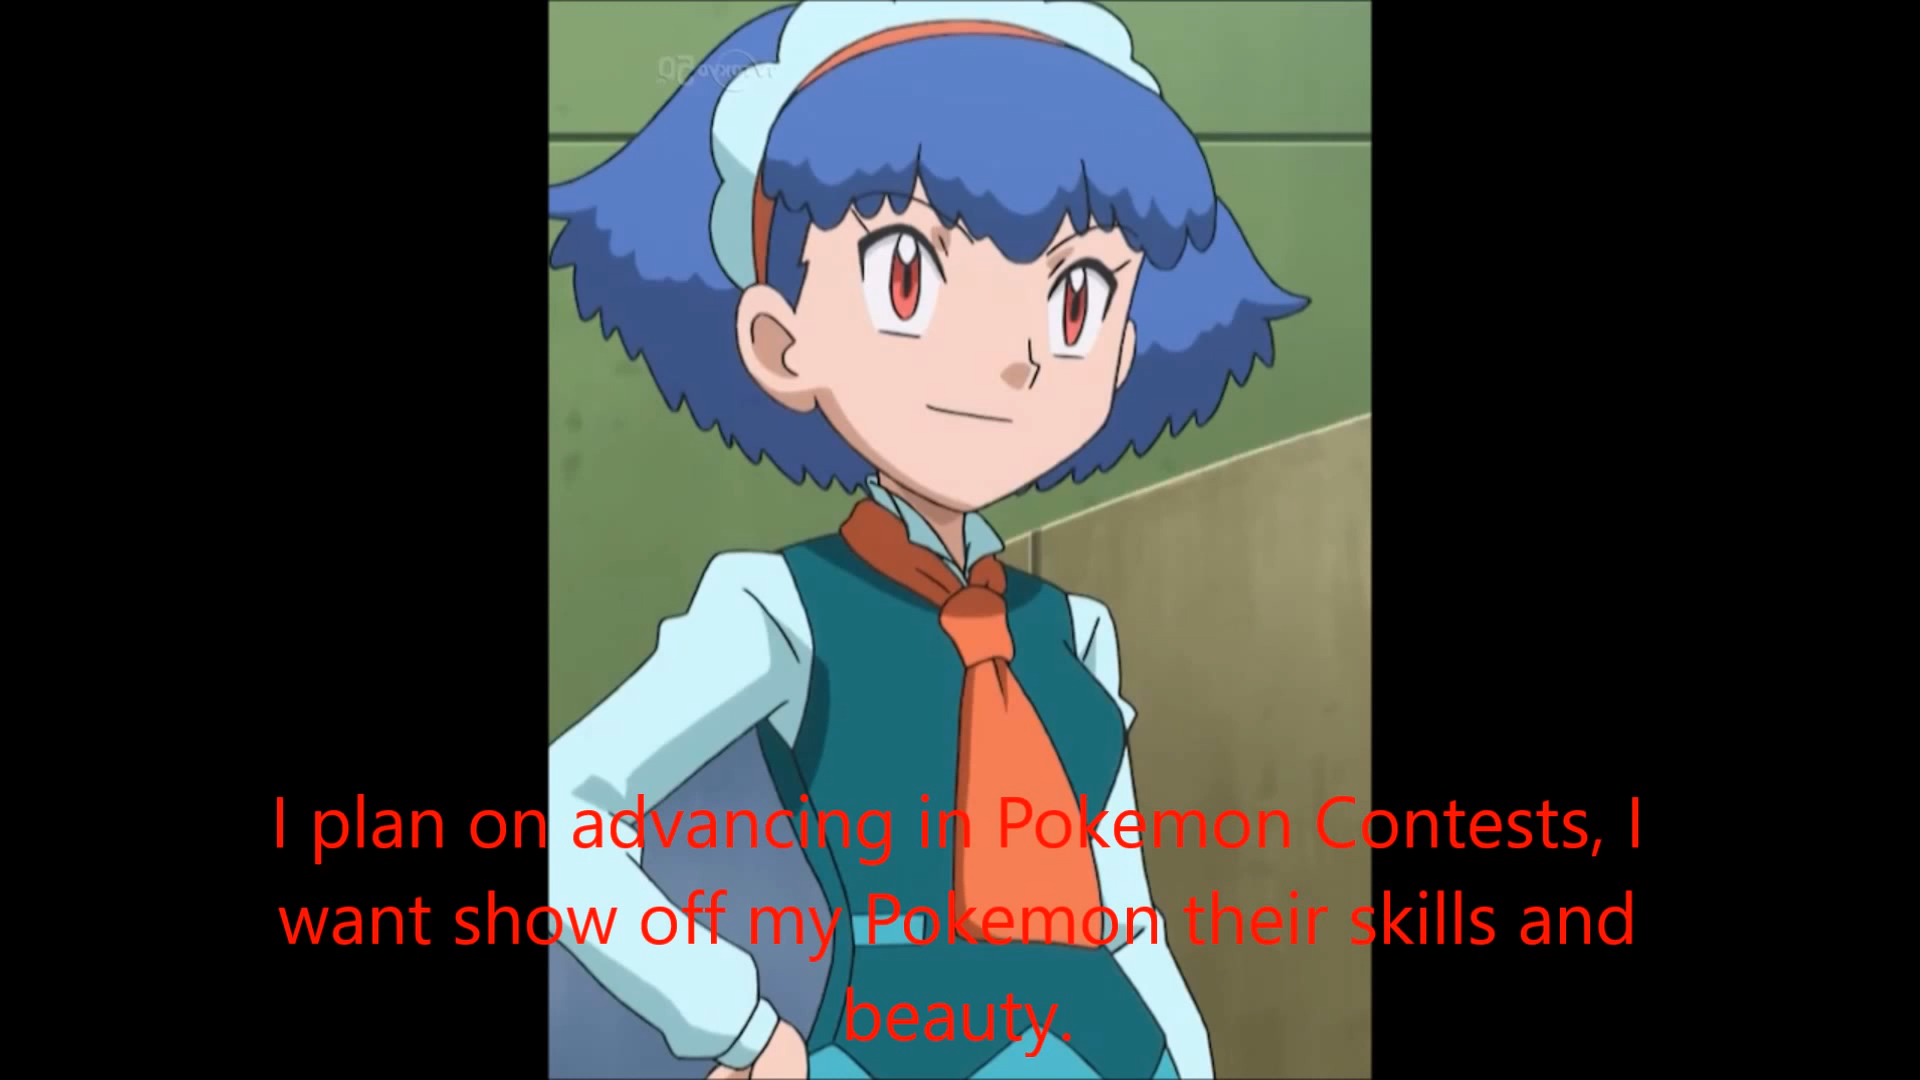 I plan on advancing in Pokemon Contests, I
want show off my Pokemon their skills and
beauty.